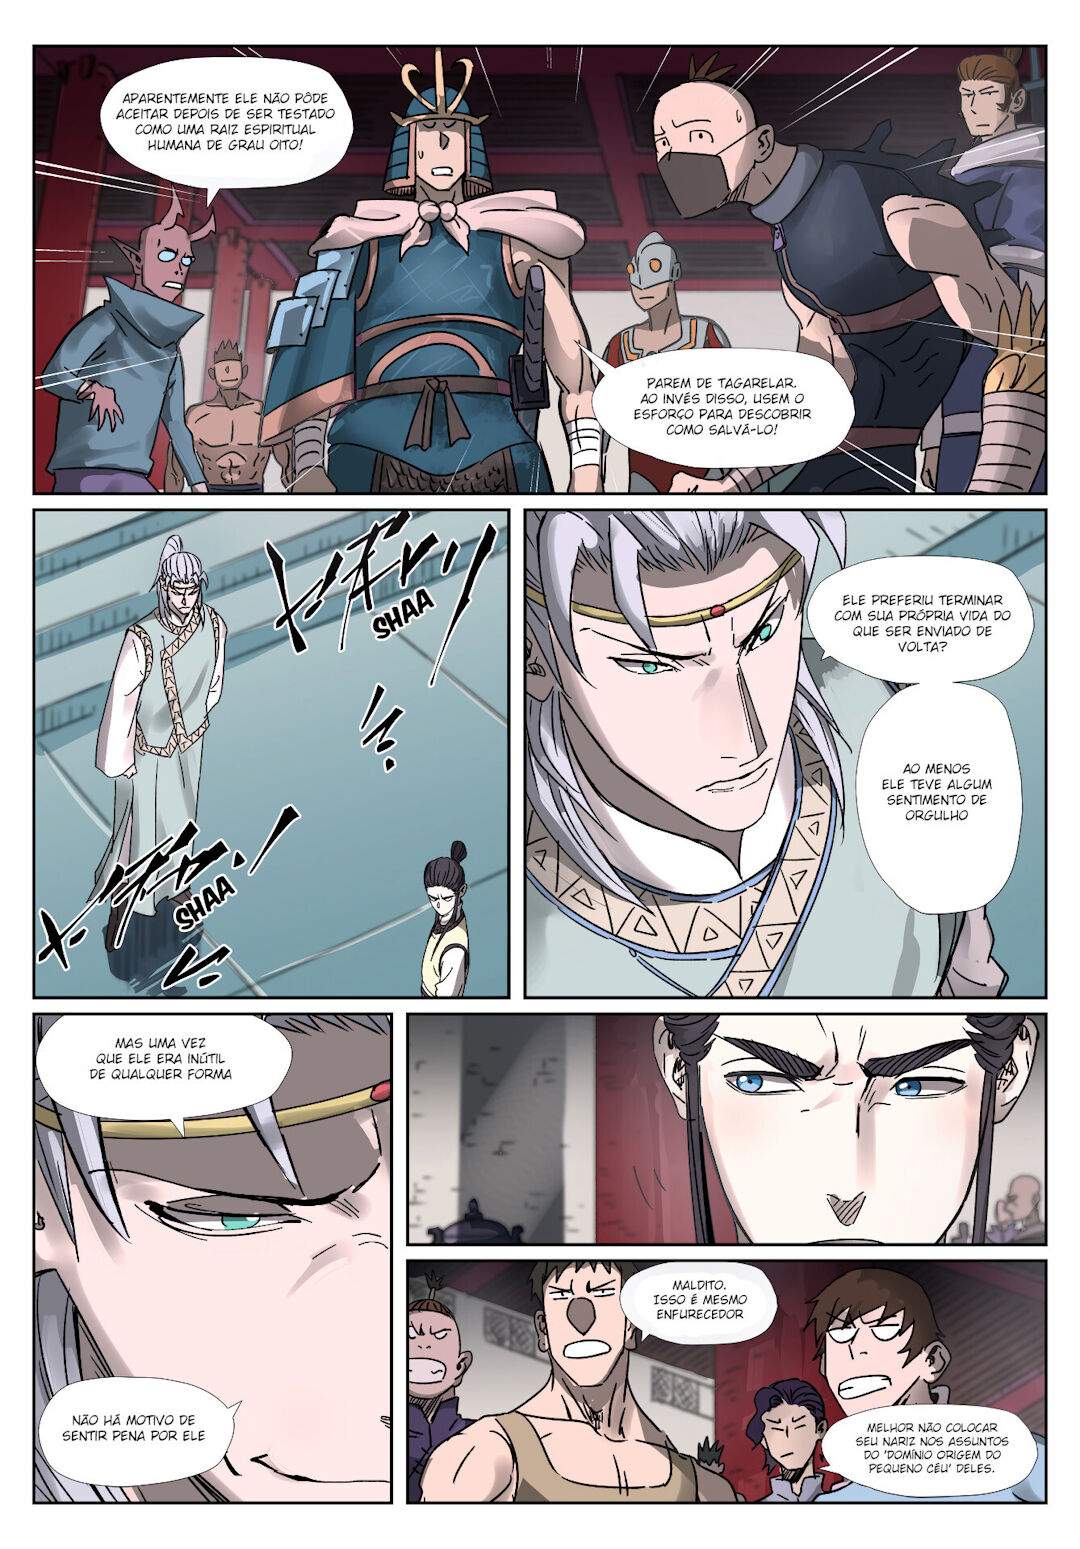 APARENTEMENTE ELE NÃO PÔDE
ACEITAR DEPOIS DE SER TESTADO
COMO UMA RAIZ ESPIRITUAL
HUMANA DE GRAU OITO!
PAREM DE TAGARELAR.
AO INVÉS DISSO, USEM O
ESFORÇO PARA DESCOBRIR
COMO SALVÁ-LO!
SHAA
SHAA
ELE PREFERIU TERMINAR
COM SUA PRÓPRIA VIDA DO
QUE SER ENVIADO DE
VOLTA?
AO MENOS
ELE TEVE ALGUM
SENTIMENTO DE
ORGULHO
MAS UMA VEZ
QUE ELE ERA INÚTIL
DE QUALQUER FORMA
NÃO HÁ MOTIVO DE
SENTIR PENA POR ELE
MALDITO.
ISSO É MESMO
ENFURECEDOR
MELHOR NÃO COLOCAR
SEU NARIZ NOS ASSUNTOS
DO 'DOMÍNIO ORIGEM DO
PEQUENO CÉU' DELES.